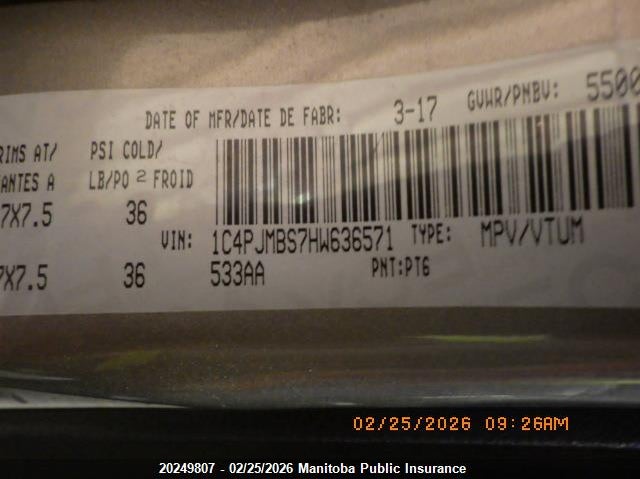 DATE OF MFR/DATE DE FABR: 3-17 GVWR/PNBV: 5500
RIMS AT/ PSI COLD/
ANTES A LB/PO 2 FROID
7X7.5 36
VIN: 1C4PJMBS7HW636571 TYPE: MPV/VTUM
7X7.5 36 533AA PNT:PT6
02/25/2026 09:26AM
20249807 - 02/25/2026 Manitoba Public Insurance